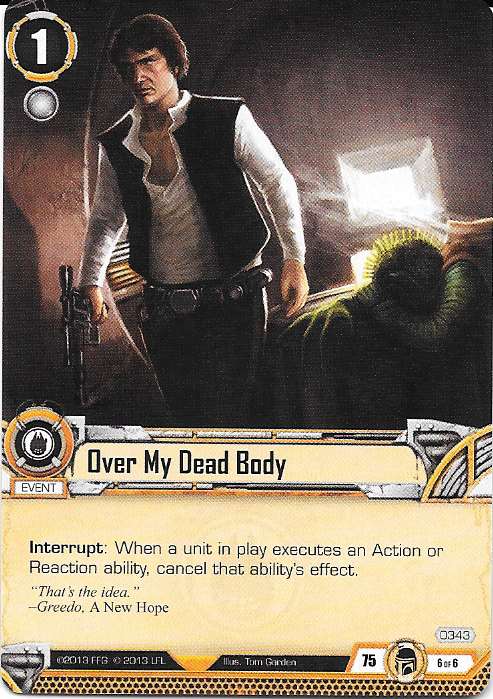 1
Over My Dead Body
EVENT
Interrupt: When a unit in play executes an Action or
Reaction ability, cancel that ability's effect.
"That's the idea."
–Greedo, A New Hope
0343
©2013 FFG © 2013 LFL
Illus. Tom Garden
75
6 of 6